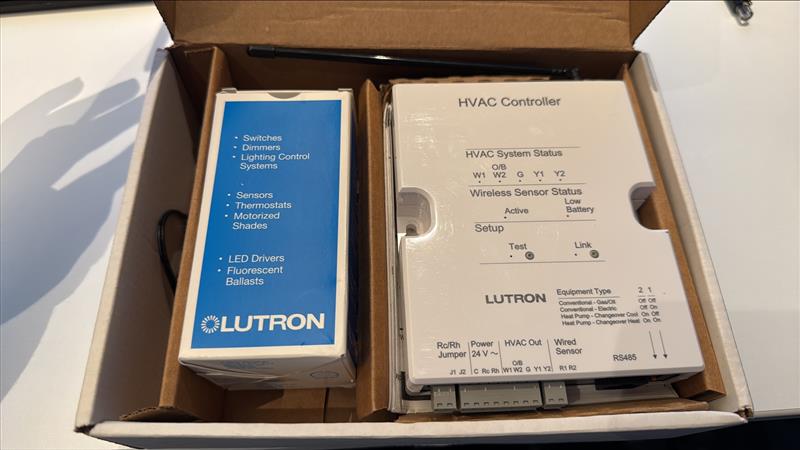 • Switches
• Dimmers
• Lighting Control
Systems
• Sensors
• Thermostats
• Motorized
Shades
• LED Drivers
• Fluorescent
Ballasts
LUTRON
HVAC Controller
HVAC System Status
O/B
W1 W2 G Y1 Y2
Wireless Sensor Status
Active
Low
Battery
Setup
Test
Link
LUTRON
Equipment Type 2 1
Conventional - Gas/Oil Off Off
Conventional - Electric Off On
Heat Pump - Changeover Cool On Off
Heat Pump - Changeover Heat On On
Rc/Rh
Jumper
J1 J2
Power
24 V ~
C Rc Rh
HVAC Out
O/B
W1 W2 G Y1 Y2
Wired
Sensor
R1 R2
RS485